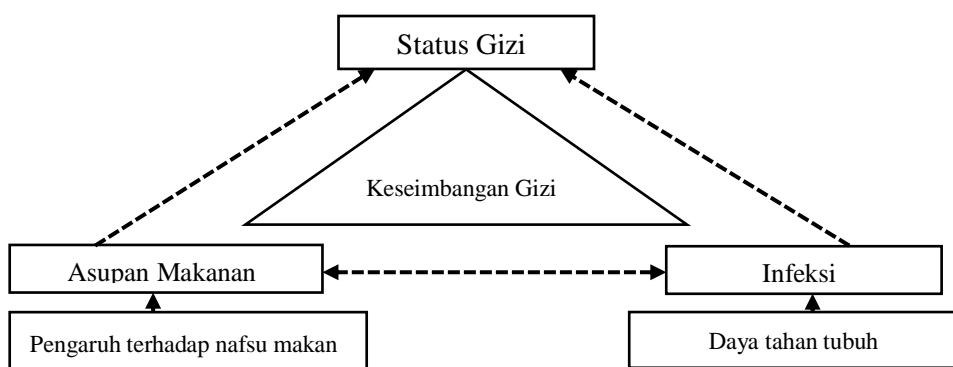 Status Gizi
Keseimbangan Gizi
Asupan Makanan
Infeksi
Pengaruh terhadap nafsu makan
Daya tahan tubuh